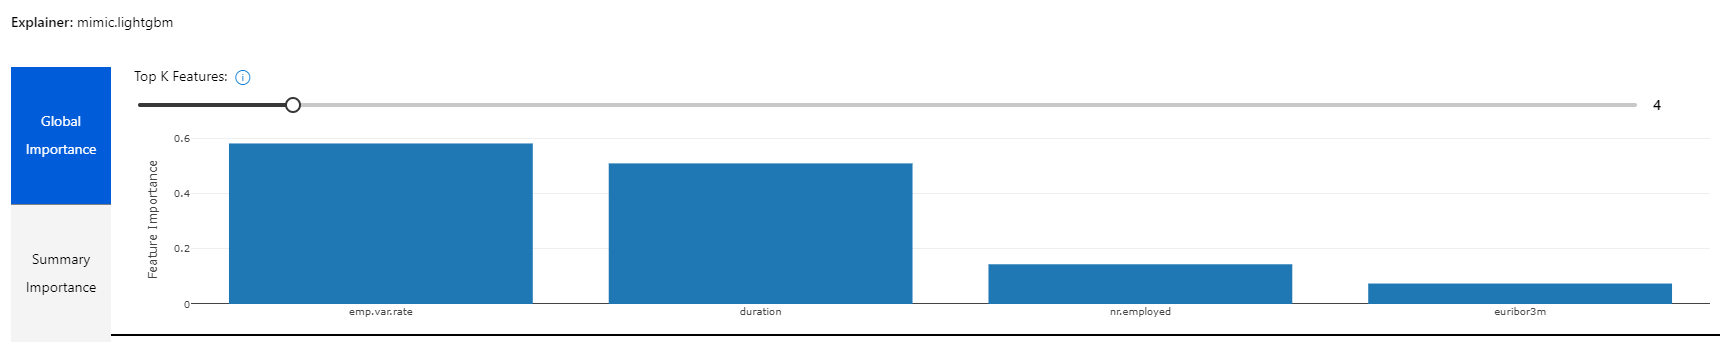 Explainer: mimic.lightgbm
Global
Importance
Summary
Importance
Top K Features:
4
Feature Importance
0.6
0.4
0.2
0
emp.var.rate
duration
nr.employed
euribor3m